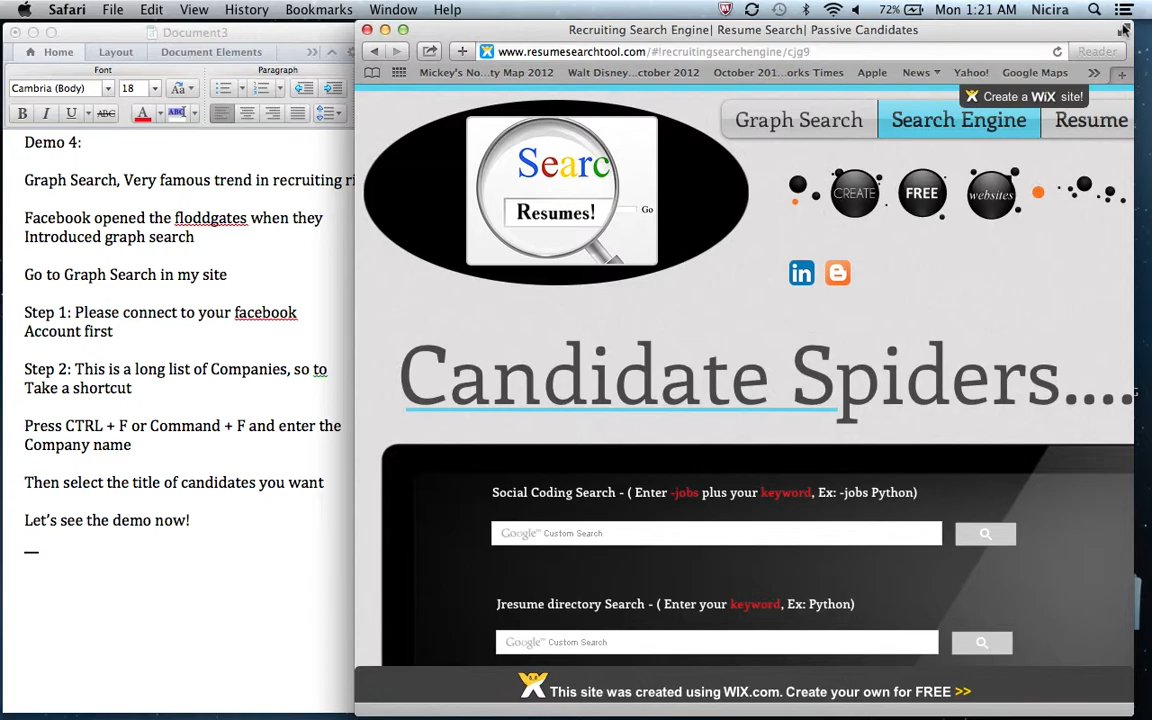 Safari File Edit View History Bookmarks Window Help 72% Mon 1:21 AM Nicira
Document3
Home Layout Document Elements
Font Paragraph
Cambria (Body) 18 Aa
B I U ABC A ABC
Demo 4:
Graph Search, Very famous trend in recruiting ri
Facebook opened the floddgates when they
Introduced graph search
Go to Graph Search in my site
Step 1: Please connect to your facebook
Account first
Step 2: This is a long list of Companies, so to
Take a shortcut
Press CTRL + F or Command + F and enter the
Company name
Then select the title of candidates you want
Let's see the demo now!
Recruiting Search Engine| Resume Search| Passive Candidates
www.resumesearchtool.com/#!recruitingsearchengine/cjg9 Reader
Mickey's No...ty Map 2012 Walt Disney...ctober 2012 October 201...orks Times Apple News Yahoo! Google Maps
Create a WiX site!
Graph Search Search Engine Resume
Searc
Resumes! Go
CREATE FREE websites
in
Candidate Spiders....
Social Coding Search - ( Enter -jobs plus your keyword, Ex: -jobs Python)
Google™ Custom Search
Jresume directory Search - ( Enter your keyword, Ex: Python)
Google™ Custom Search
This site was created using WIX.com. Create your own for FREE >>